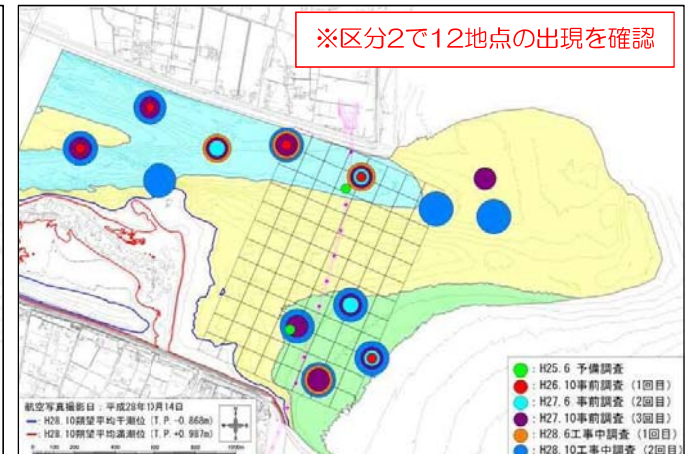 ※区分2で12地点の出現を確認
航空写真撮影日：平成28年10月14日
：H28.10朔望平均干潮位（T.P.-0.868m）
：H28.10朔望平均満潮位（T.P.+0.987m）
：H25.6 予備調査
：H26.10事前調査（1回目）
：H27.6 事前調査（2回目）
：H27.10事前調査（3回目）
：H28.6工事中調査（1回目）
：H28.10工事中調査（2回目）